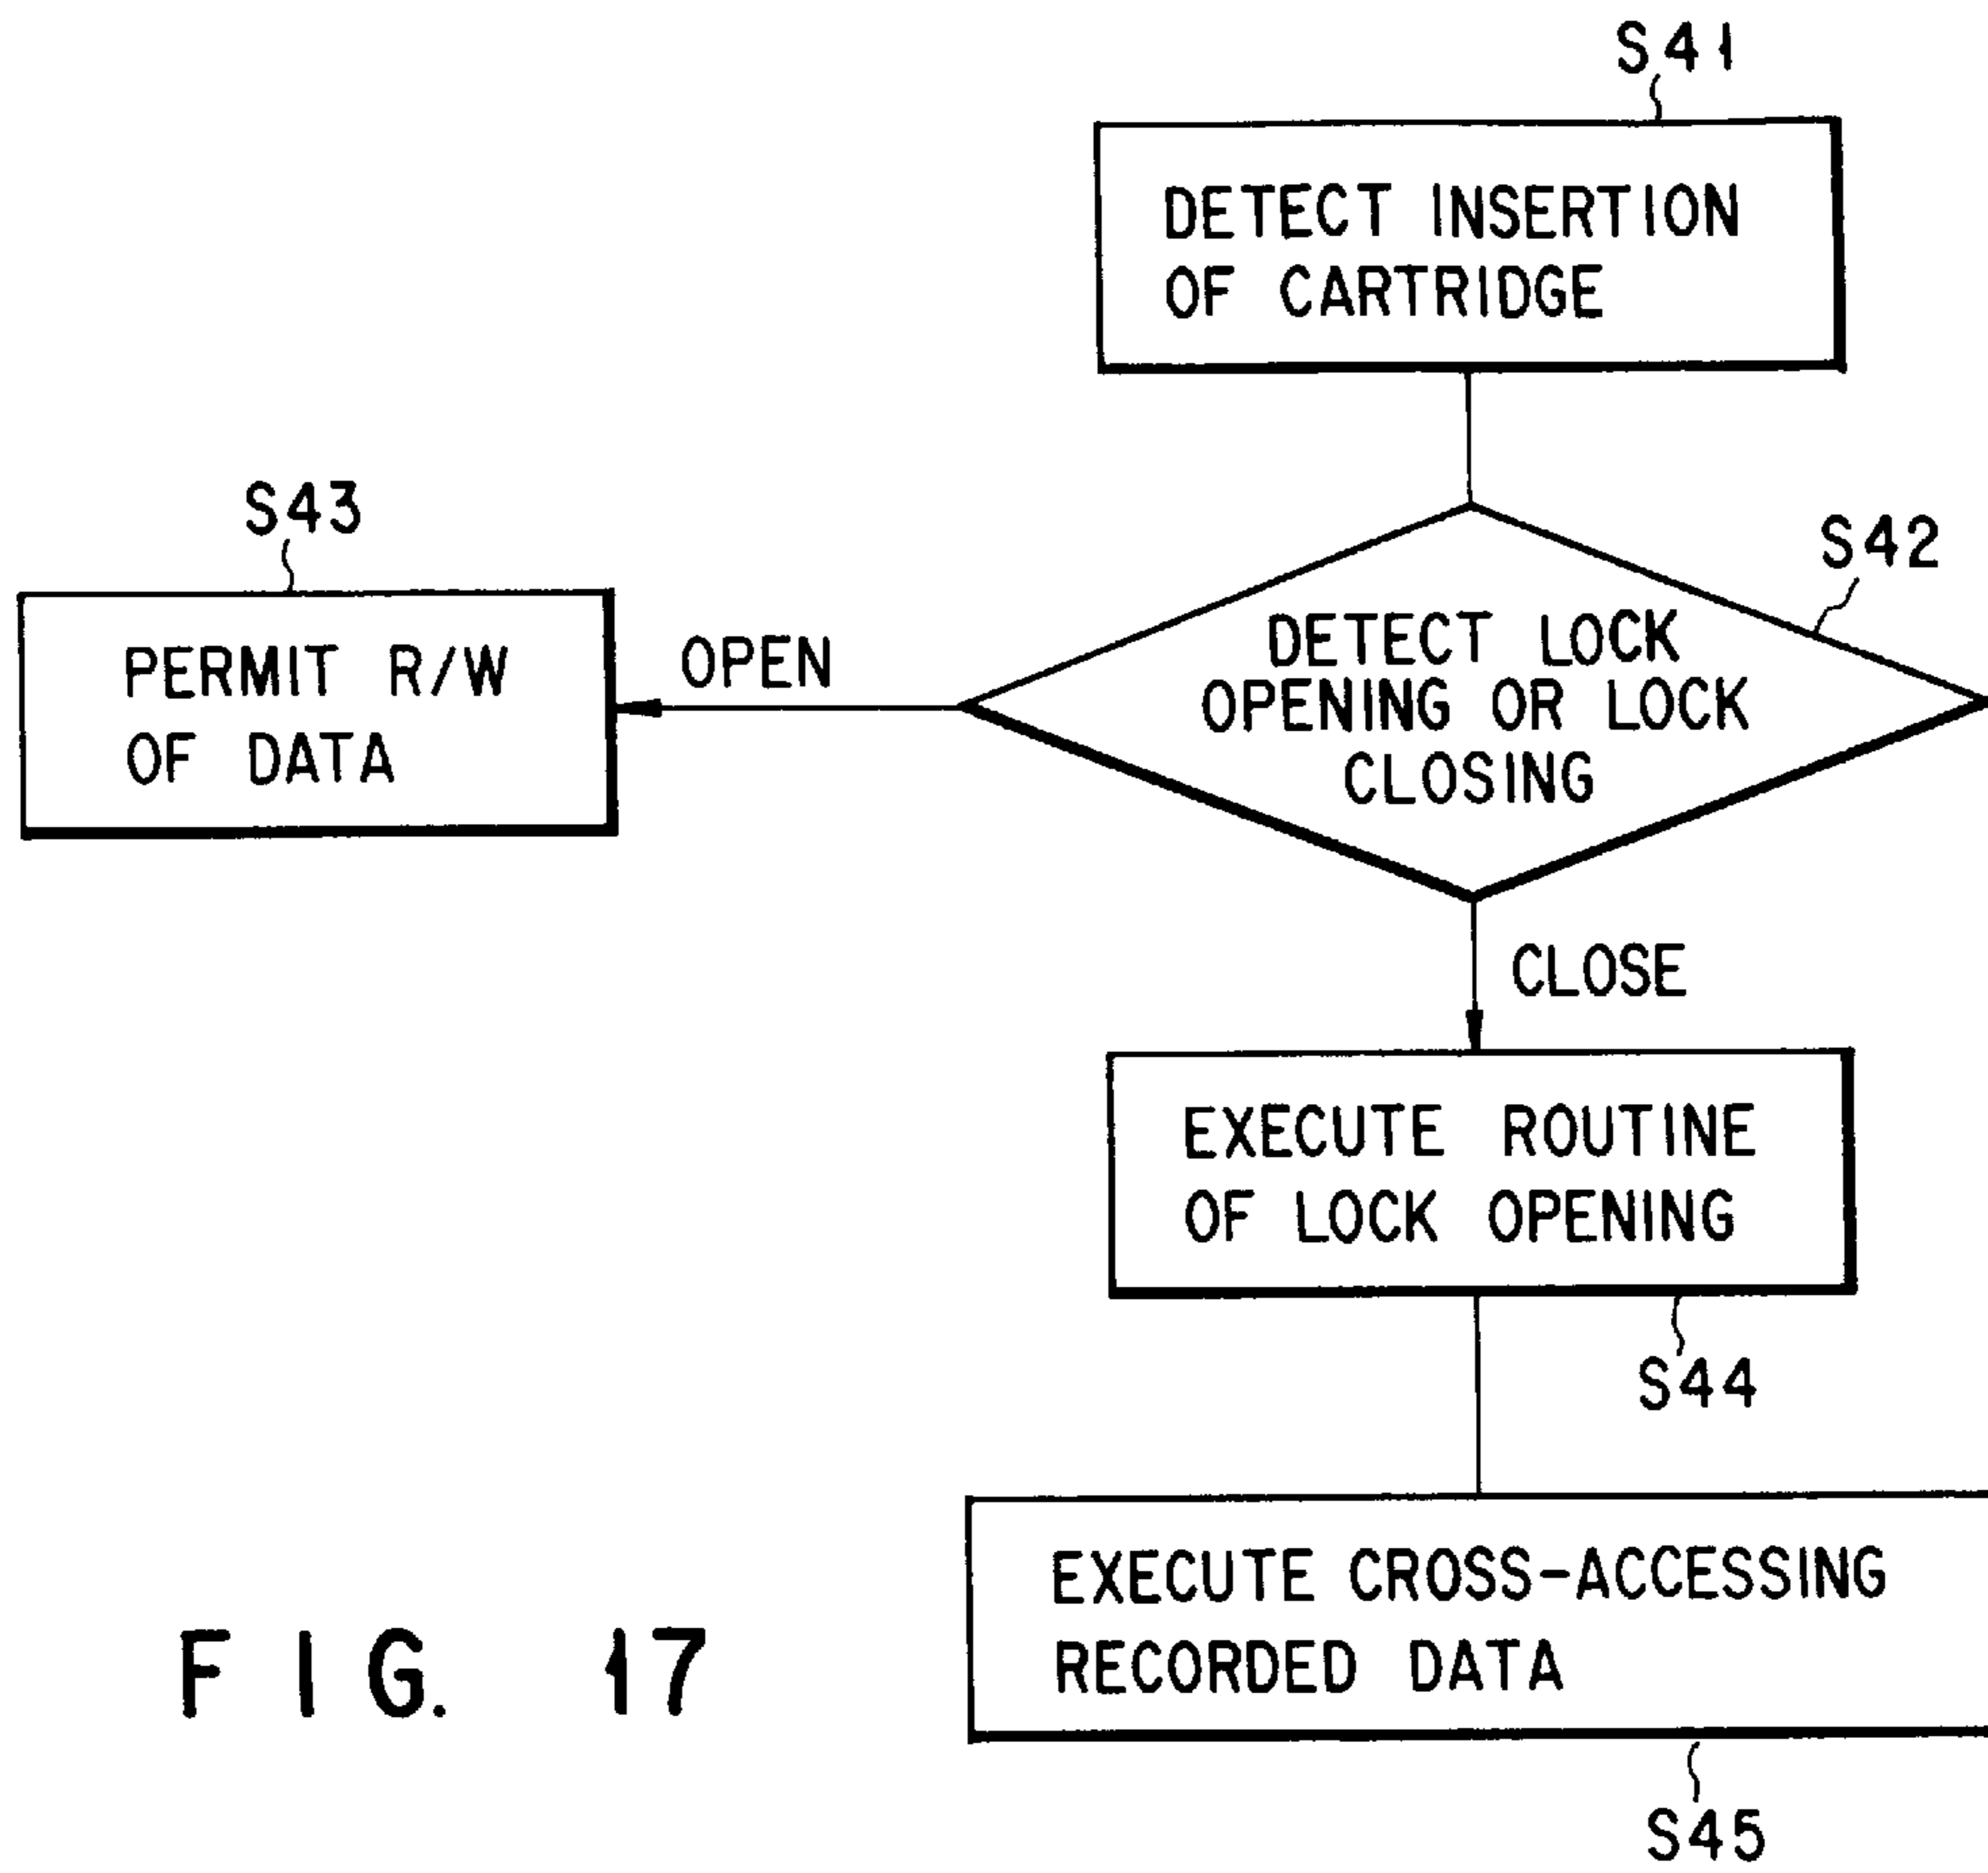 S41
DETECT INSERTION
OF CARTRIDGE
S42
DETECT LOCK
OPENING OR LOCK
CLOSING
OPEN
S43
PERMIT R/W
OF DATA
CLOSE
EXECUTE ROUTINE
OF LOCK OPENING
S44
EXECUTE CROSS-ACCESSING
RECORDED DATA
S45
FIG. 17